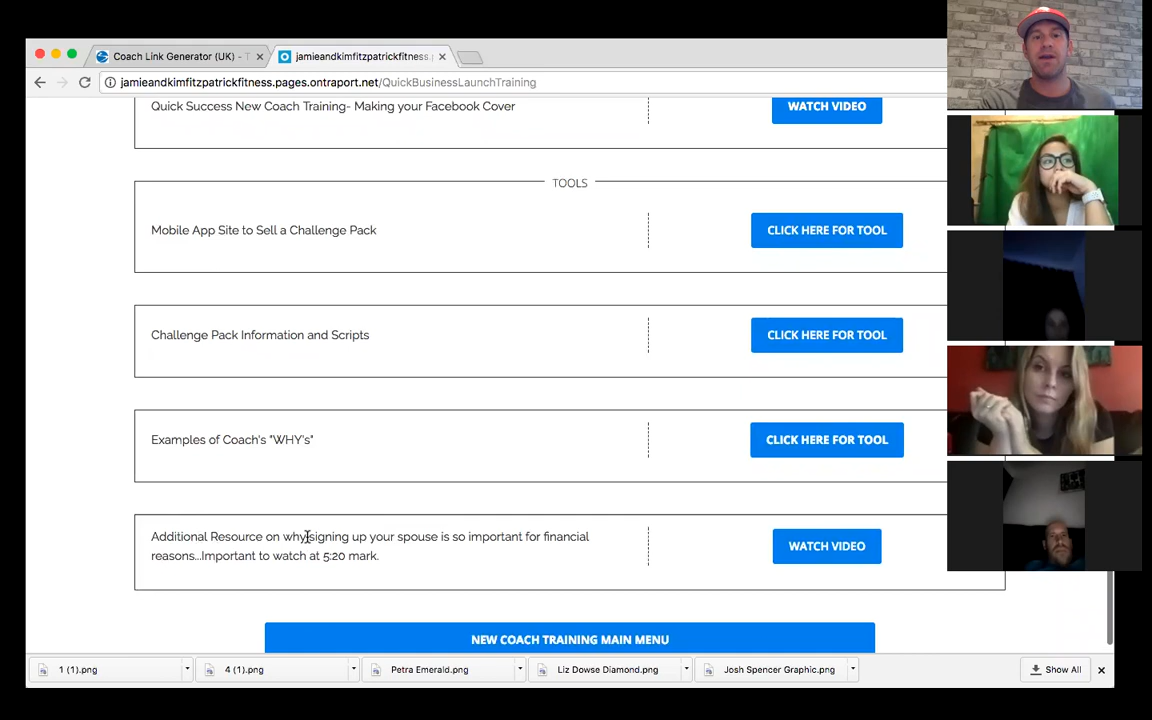 Coach Link Generator (UK) - T
jamieandkimfitzpatrickfitness.
jamieandkimfitzpatrickfitness.pages.ontraport.net/QuickBusinessLaunchTraining
Quick Success New Coach Training- Making your Facebook Cover
WATCH VIDEO
TOOLS
Mobile App Site to Sell a Challenge Pack
CLICK HERE FOR TOOL
Challenge Pack Information and Scripts
CLICK HERE FOR TOOL
Examples of Coach's "WHY's"
CLICK HERE FOR TOOL
Additional Resource on why signing up your spouse is so important for financial
reasons...Important to watch at 5:20 mark.
WATCH VIDEO
NEW COACH TRAINING MAIN MENU
1 (1).png
4 (1).png
Petra Emerald.png
Liz Dowse Diamond.png
Josh Spencer Graphic.png
Show All